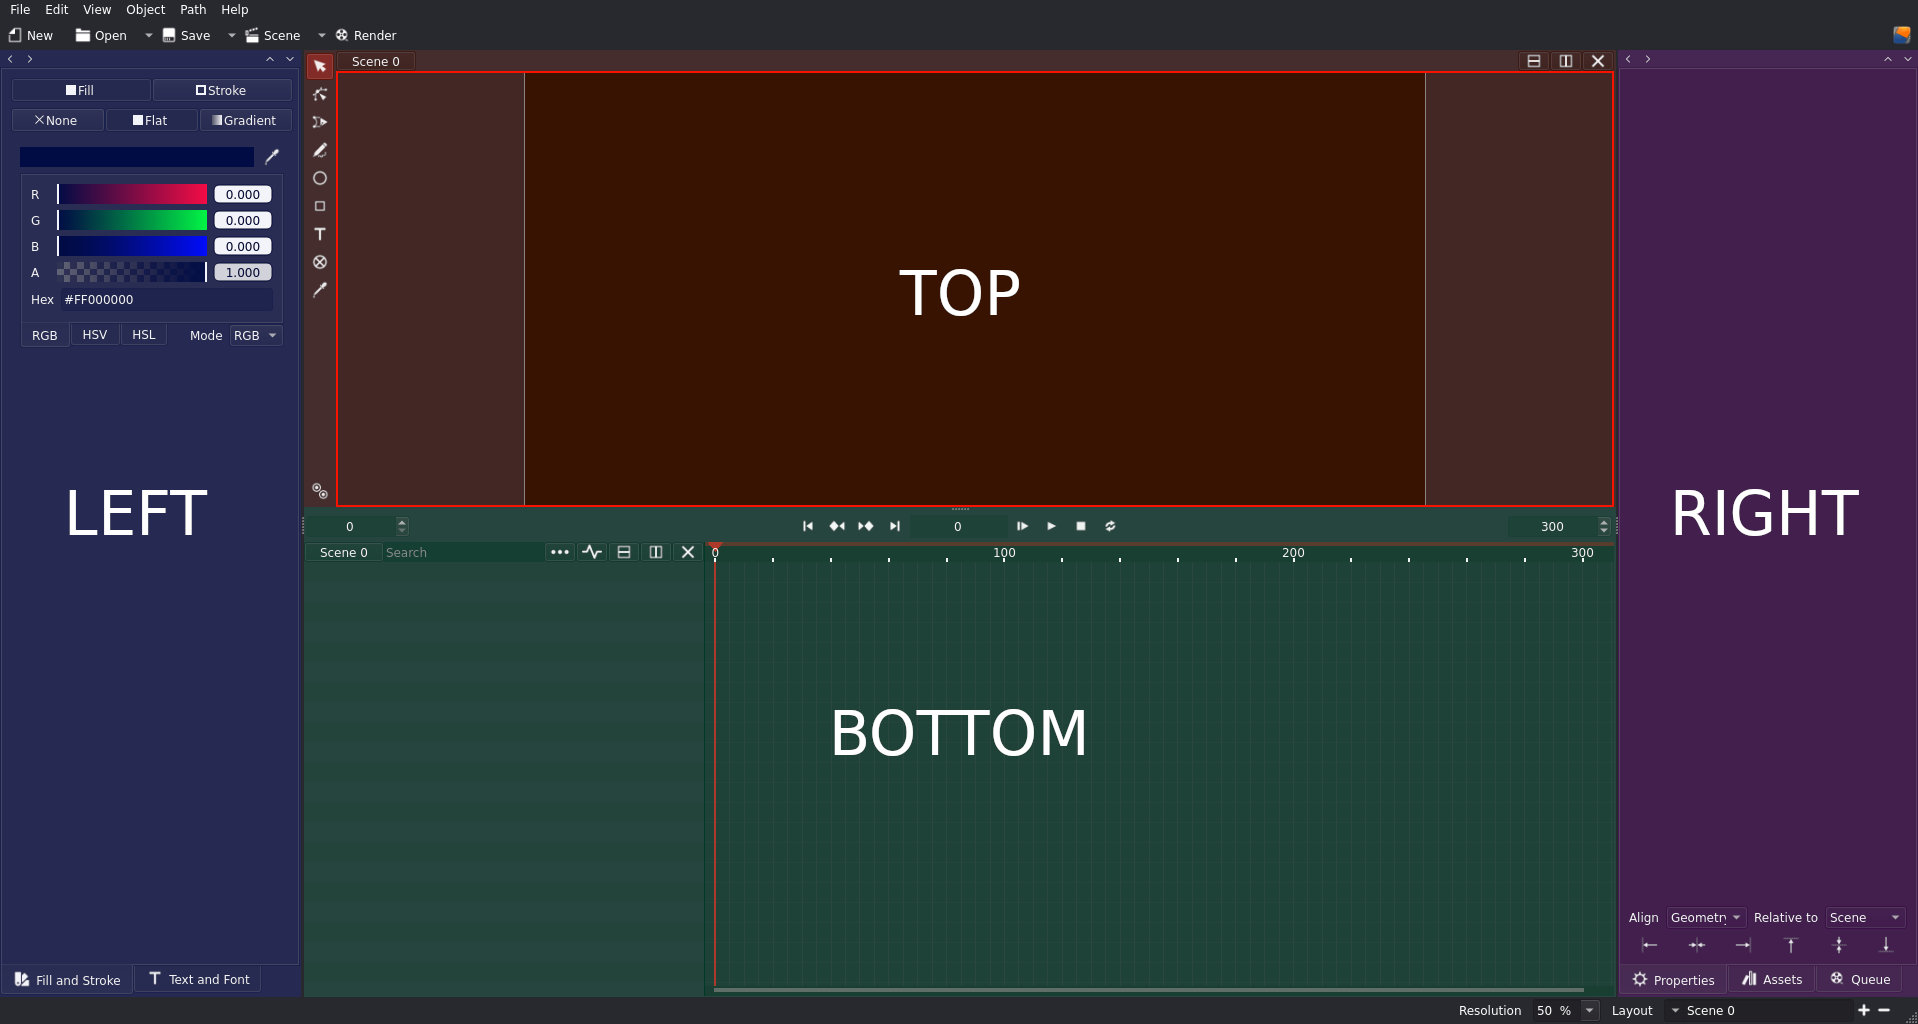 File Edit View Object Path Help
New Open Save Scene Render
Fill Stroke
None Flat Gradient
R 0.000
G 0.000
B 0.000
A 1.000
Hex #FF000000
RGB HSV HSL Mode RGB
LEFT
Fill and Stroke Text and Font
Scene 0
TOP
0 0 300
Scene 0 Search 0 100 200 300
BOTTOM
RIGHT
Align Geometry Relative to Scene
Properties Assets Queue
Resolution 50 % Layout Scene 0